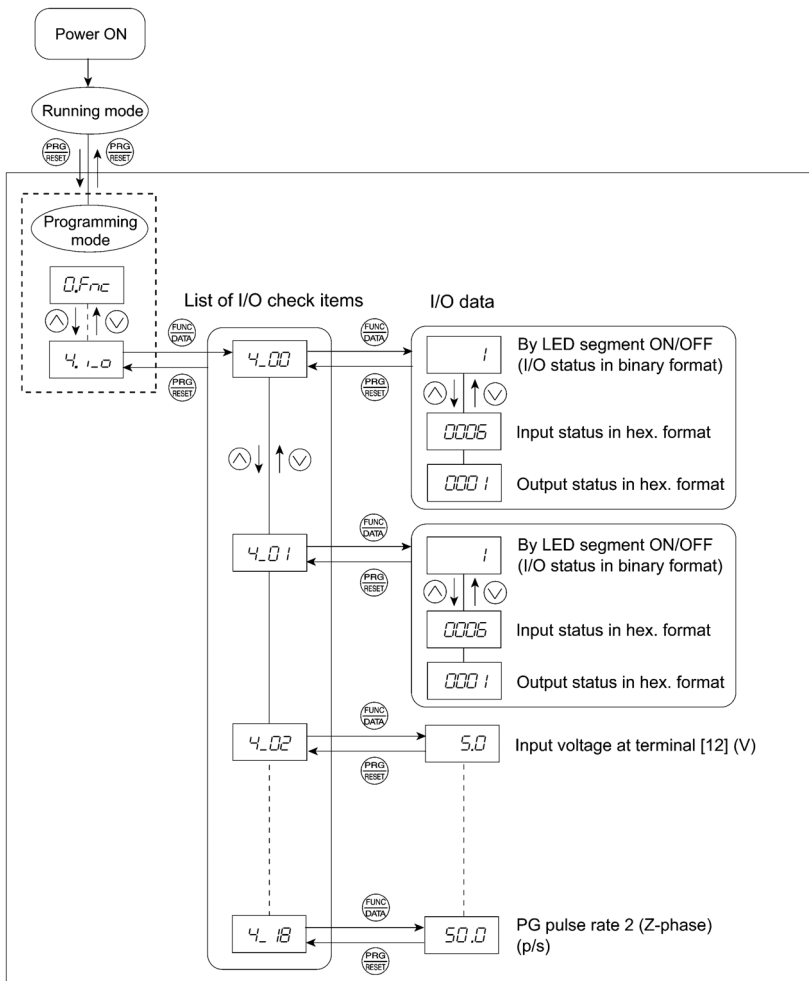 Power ON
Running mode
PRG
RESET
PRG
RESET
Programming
mode
0.Fnc
4.i_o
List of I/O check items
I/O data
FUNC
DATA
PRG
RESET
4_00
FUNC
DATA
PRG
RESET
1
By LED segment ON/OFF
(I/O status in binary format)
0006
Input status in hex. format
0001
Output status in hex. format
4_01
FUNC
DATA
PRG
RESET
1
By LED segment ON/OFF
(I/O status in binary format)
0006
Input status in hex. format
0001
Output status in hex. format
4_02
FUNC
DATA
PRG
RESET
5.0
Input voltage at terminal [12] (V)
4_18
FUNC
DATA
PRG
RESET
50.0
PG pulse rate 2 (Z-phase)
(p/s)